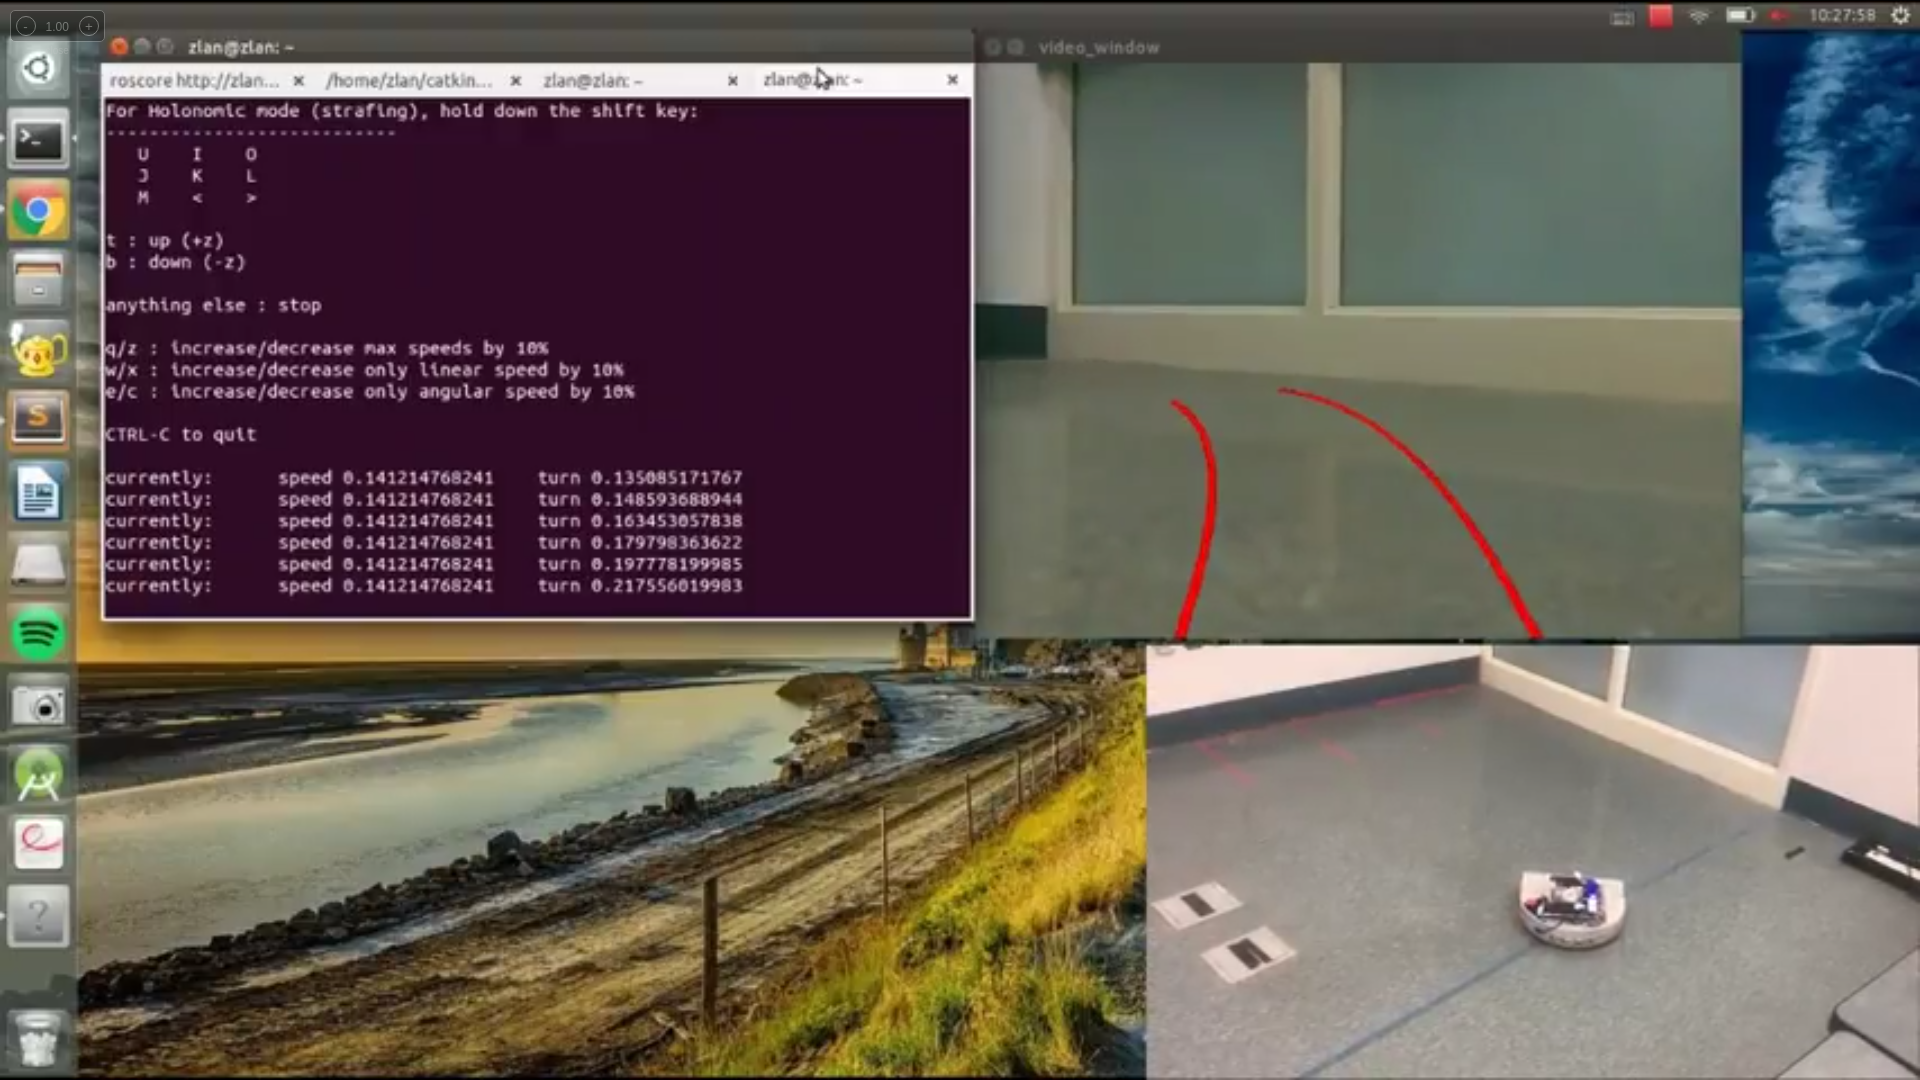 - 1.00 +
10:27:58
zlan@zlan: ~
video_window
roscore http://zlan... × /home/zlan/catkin... × zlan@zlan: ~ × zlan@zlan: ~ ×
For Holonomic mode (strafing), hold down the shift key:
---------------------------
U I O
J K L
M < >
t : up (+z)
b : down (-z)
anything else : stop
q/z : increase/decrease max speeds by 10%
w/x : increase/decrease only linear speed by 10%
e/c : increase/decrease only angular speed by 10%
CTRL-C to quit
currently: speed 0.141214768241 turn 0.135085171767
currently: speed 0.141214768241 turn 0.148593688944
currently: speed 0.141214768241 turn 0.163453057838
currently: speed 0.141214768241 turn 0.179798363622
currently: speed 0.141214768241 turn 0.197778199985
currently: speed 0.141214768241 turn 0.217556019983